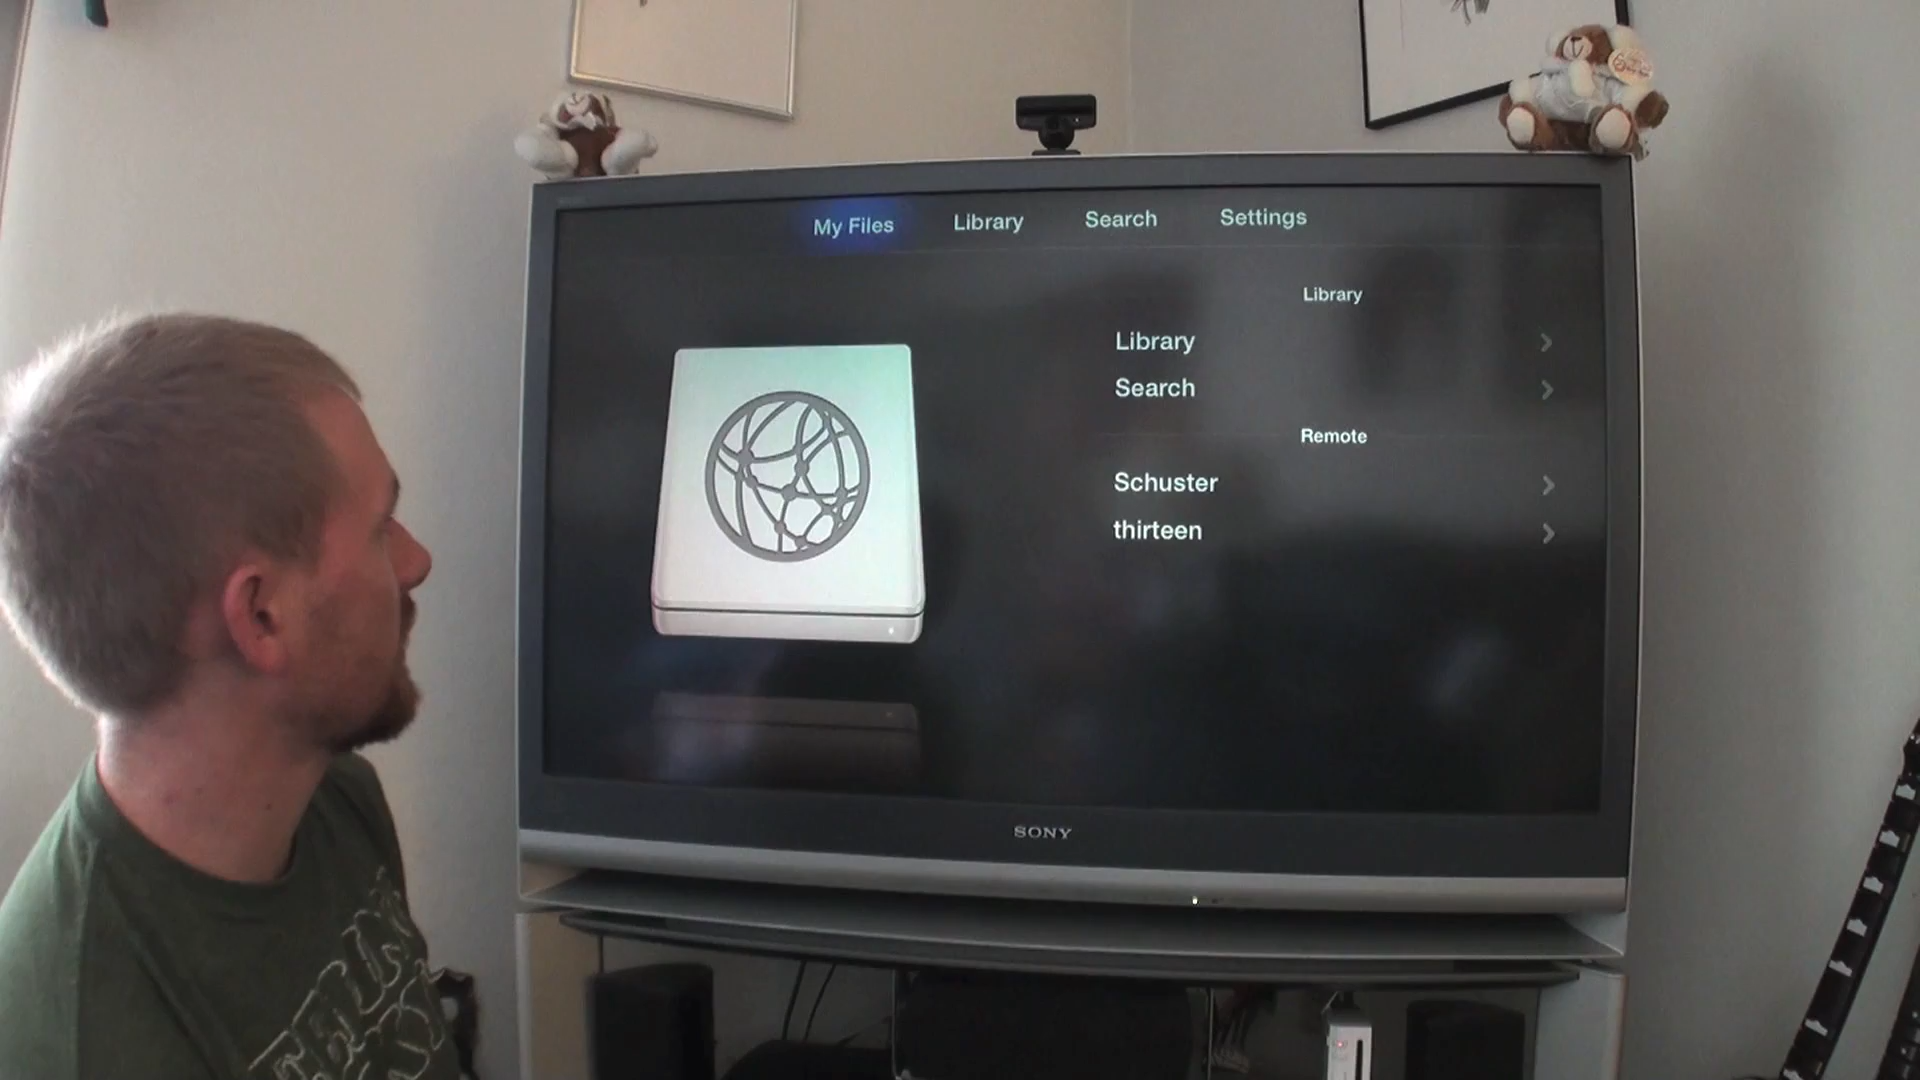 My Files Library Search Settings
Library
Library
Search
Remote
Schuster
thirteen
SONY